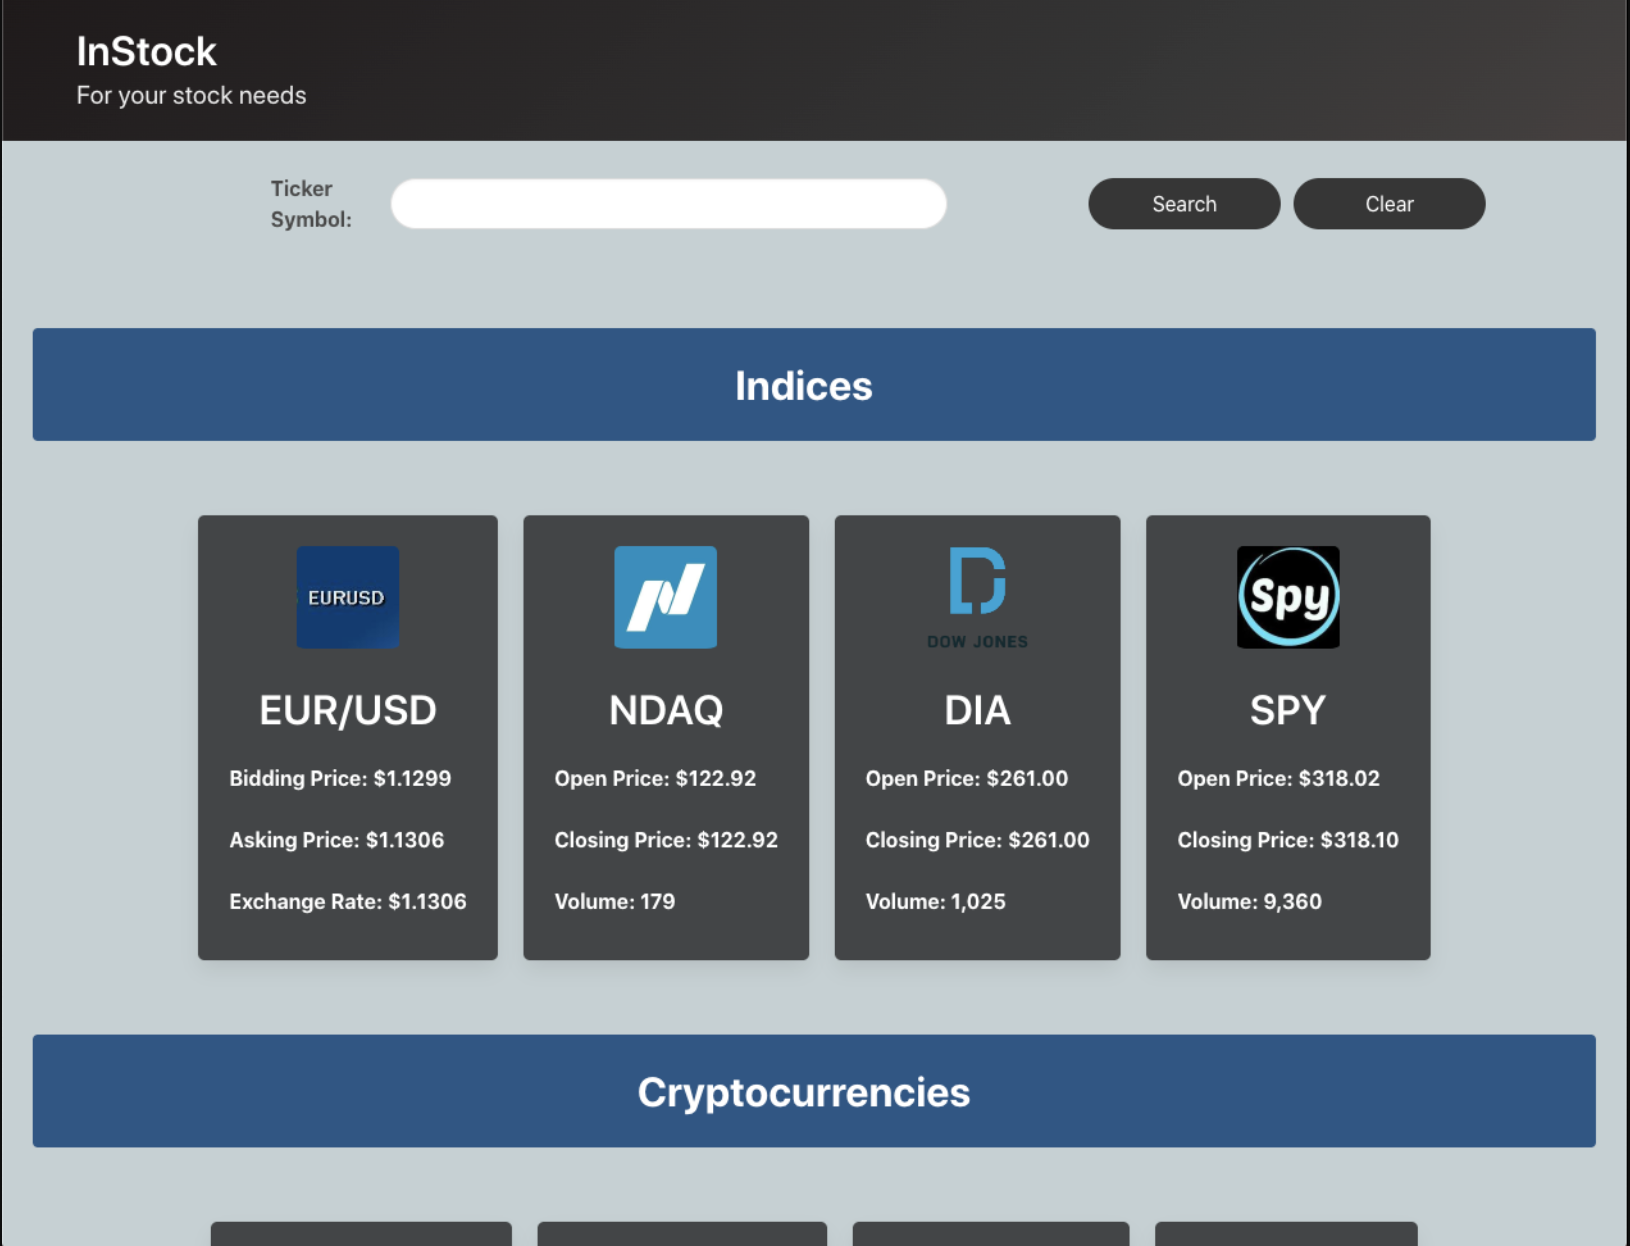 InStock
For your stock needs
Ticker
Symbol:
Search
Clear
Indices
EURUSD
DOW JONES
Spy
EUR/USD
NDAQ
DIA
SPY
Bidding Price: $1.1299
Open Price: $122.92
Open Price: $261.00
Open Price: $318.02
Asking Price: $1.1306
Closing Price: $122.92
Closing Price: $261.00
Closing Price: $318.10
Exchange Rate: $1.1306
Volume: 179
Volume: 1,025
Volume: 9,360
Cryptocurrencies